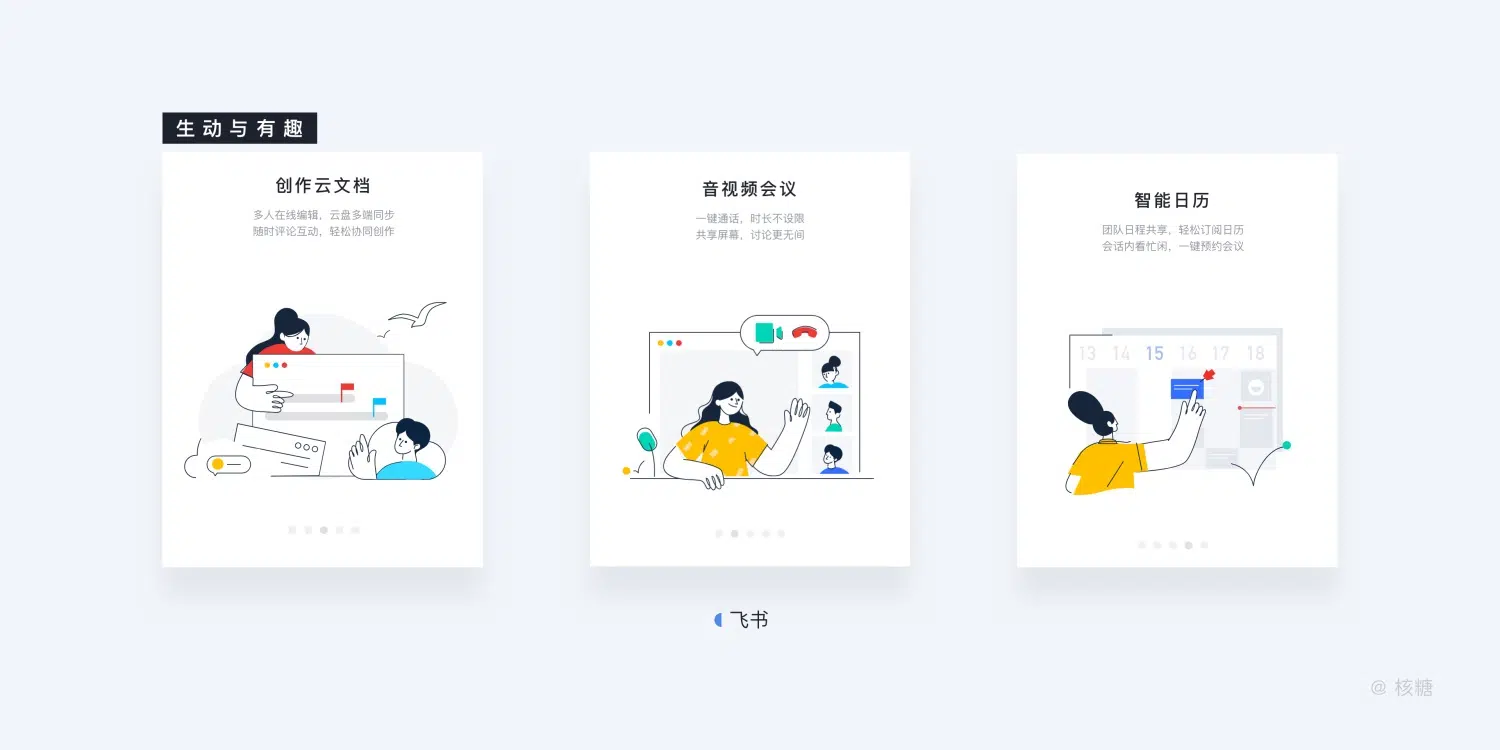 生动与有趣
创作云文档
多人在线编辑，云盘多端同步
随时评论互动，轻松协同创作
音视频会议
一键通话，时长不设限
共享屏幕，讨论更无间
智能日历
团队日程共享，轻松订阅日历
会话内看忙闲，一键预约会议
13 14 15 16 17 18
飞书
@ 核糖